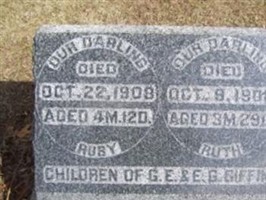 OUR DARLING OUR DARLING
DIED DIED
OCT. 22, 1908 OCT. 9, 190
AGED 4M. 12D. AGED 3M. 29
RUBY RUTH
CHILDREN OF G. E. & E. G. GIFFI